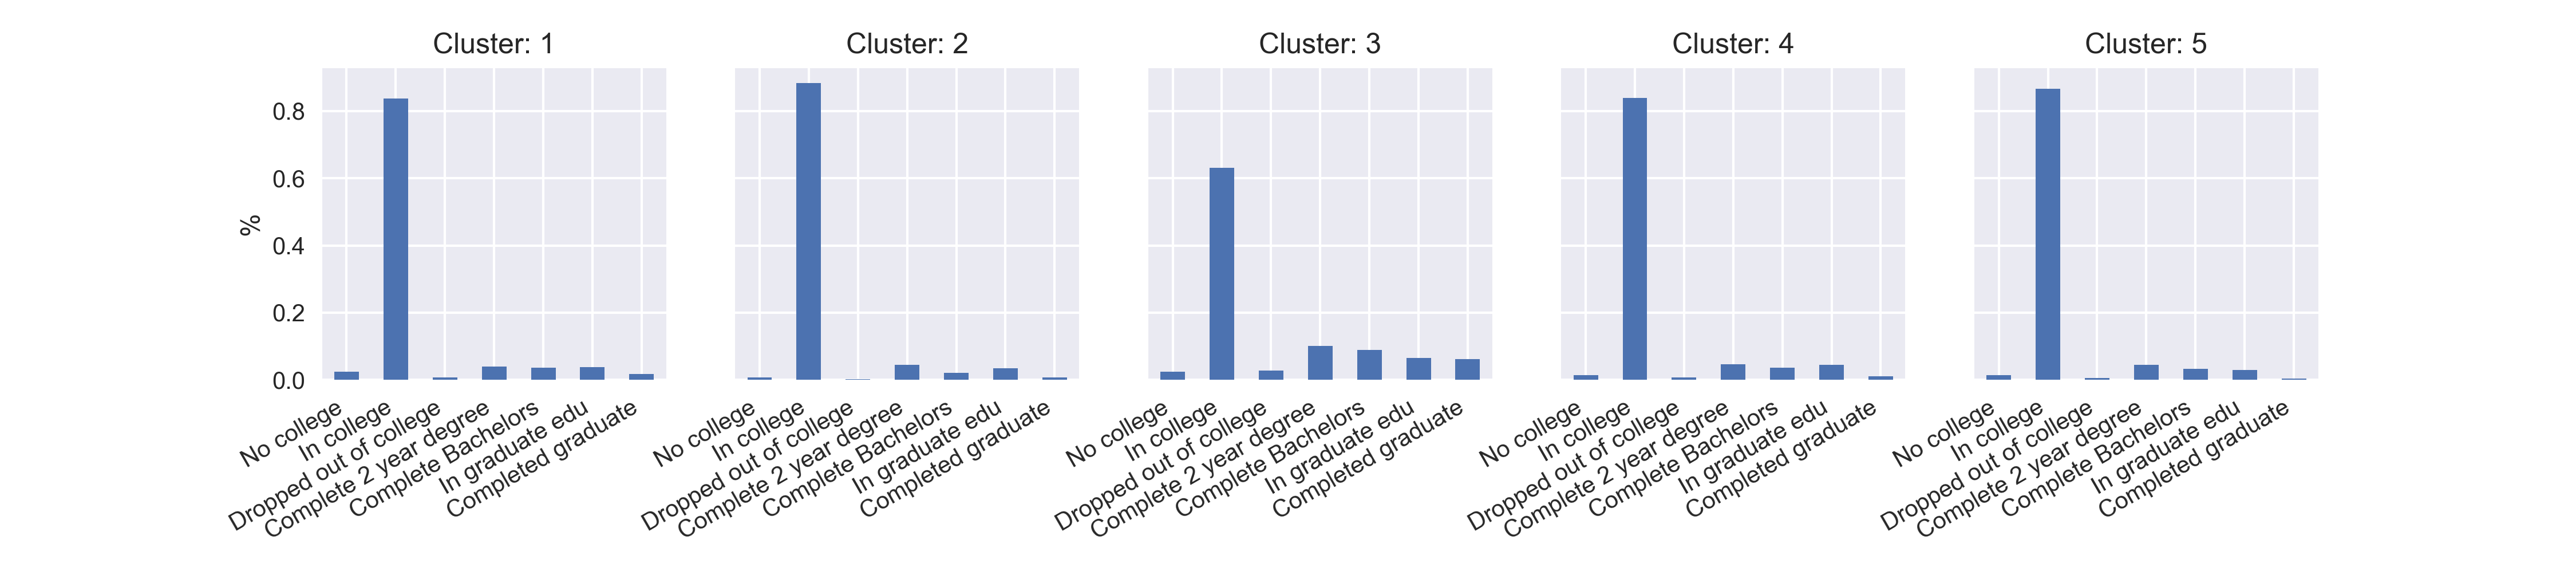 Cluster: 1
Cluster: 2
Cluster: 3
Cluster: 4
Cluster: 5
%
0.8
0.6
0.4
0.2
0.0
No college
In college
Dropped out of college
Complete 2 year degree
Complete Bachelors
In graduate edu
Completed graduate
No college
In college
Dropped out of college
Complete 2 year degree
Complete Bachelors
In graduate edu
Completed graduate
No college
In college
Dropped out of college
Complete 2 year degree
Complete Bachelors
In graduate edu
Completed graduate
No college
In college
Dropped out of college
Complete 2 year degree
Complete Bachelors
In graduate edu
Completed graduate
No college
In college
Dropped out of college
Complete 2 year degree
Complete Bachelors
In graduate edu
Completed graduate